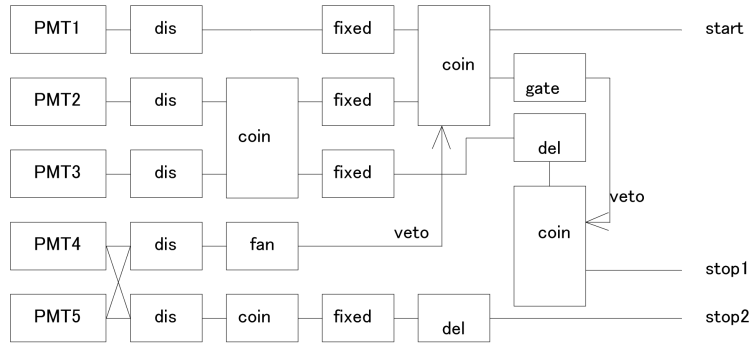 PMT1 dis fixed coin start
gate
PMT2 dis coin fixed
del
PMT3 dis fixed
veto
PMT4 dis fan veto coin
stop1
PMT5 dis coin fixed del stop2